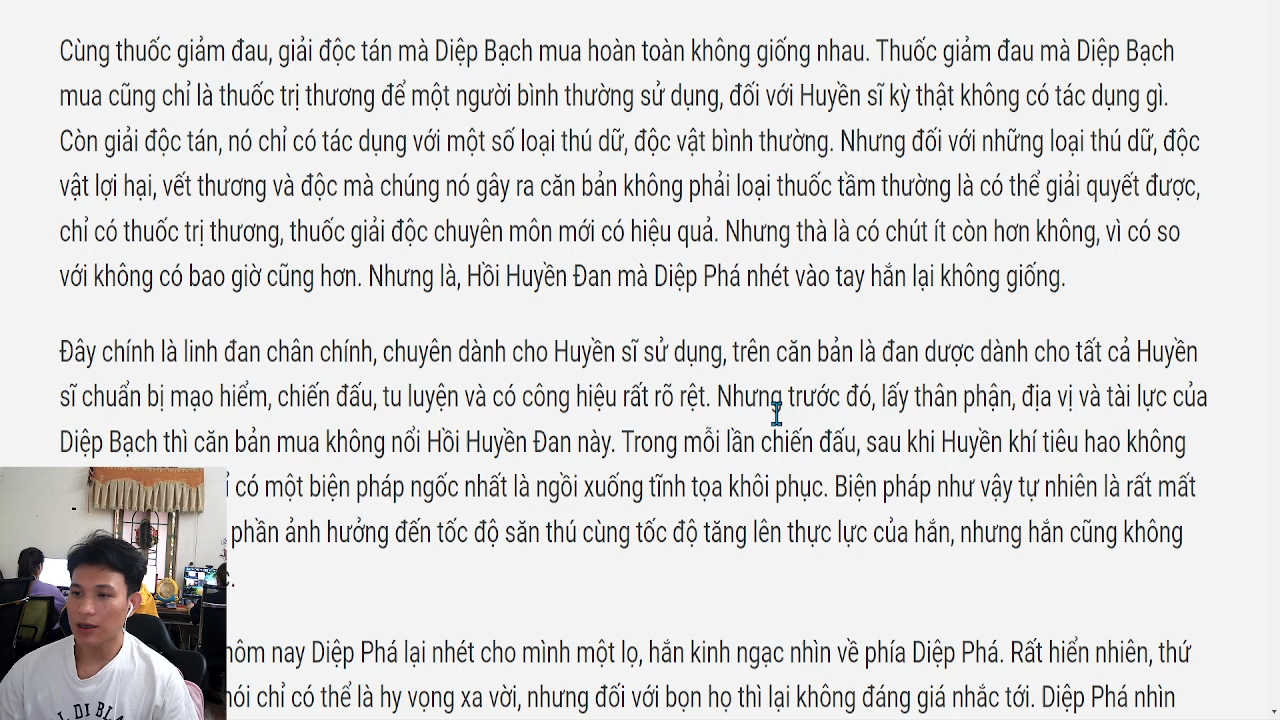 Cùng thuốc giảm đau, giải độc tán mà Diệp Bạch mua hoàn toàn không giống nhau. Thuốc giảm đau mà Diệp Bạch
mua cũng chỉ là thuốc trị thương để một người bình thường sử dụng, đối với Huyền sĩ kỳ thật không có tác dụng gì.
Còn giải độc tán, nó chỉ có tác dụng với một số loại thú dữ, độc vật bình thường. Nhưng đối với những loại thú dữ, độc
vật lợi hại, vết thương và độc mà chúng nó gây ra căn bản không phải loại thuốc tầm thường là có thể giải quyết được,
chỉ có thuốc trị thương, thuốc giải độc chuyên môn mới có hiệu quả. Nhưng thà là có chút ít còn hơn không, vì có so
với không có bao giờ cũng hơn. Nhưng là, Hồi Huyền Đan mà Diệp Phá nhét vào tay hắn lại không giống.
Đây chính là linh đan chân chính, chuyên dành cho Huyền sĩ sử dụng, trên căn bản là đan dược dành cho tất cả Huyền
sĩ chuẩn bị mạo hiểm, chiến đấu, tu luyện và có công hiệu rất rõ rệt. Nhưng trước đó, lấy thân phận, địa vị và tài lực của
Diệp Bạch thì căn bản mua không nổi Hồi Huyền Đan này. Trong mỗi lần chiến đấu, sau khi Huyền khí tiêu hao không
có một biện pháp ngốc nhất là ngồi xuống tĩnh tọa khôi phục. Biện pháp như vậy tự nhiên là rất mất
phần ảnh hưởng đến tốc độ săn thú cùng tốc độ tăng lên thực lực của hắn, nhưng hắn cũng không
nôm nay Diệp Phá lại nhét cho mình một lọ, hắn kinh ngạc nhìn về phía Diệp Phá. Rất hiển nhiên, thứ
nói chỉ có thể là hy vọng xa vời, nhưng đối với bọn họ thì lại không đáng giá nhắc tới. Diệp Phá nhìn